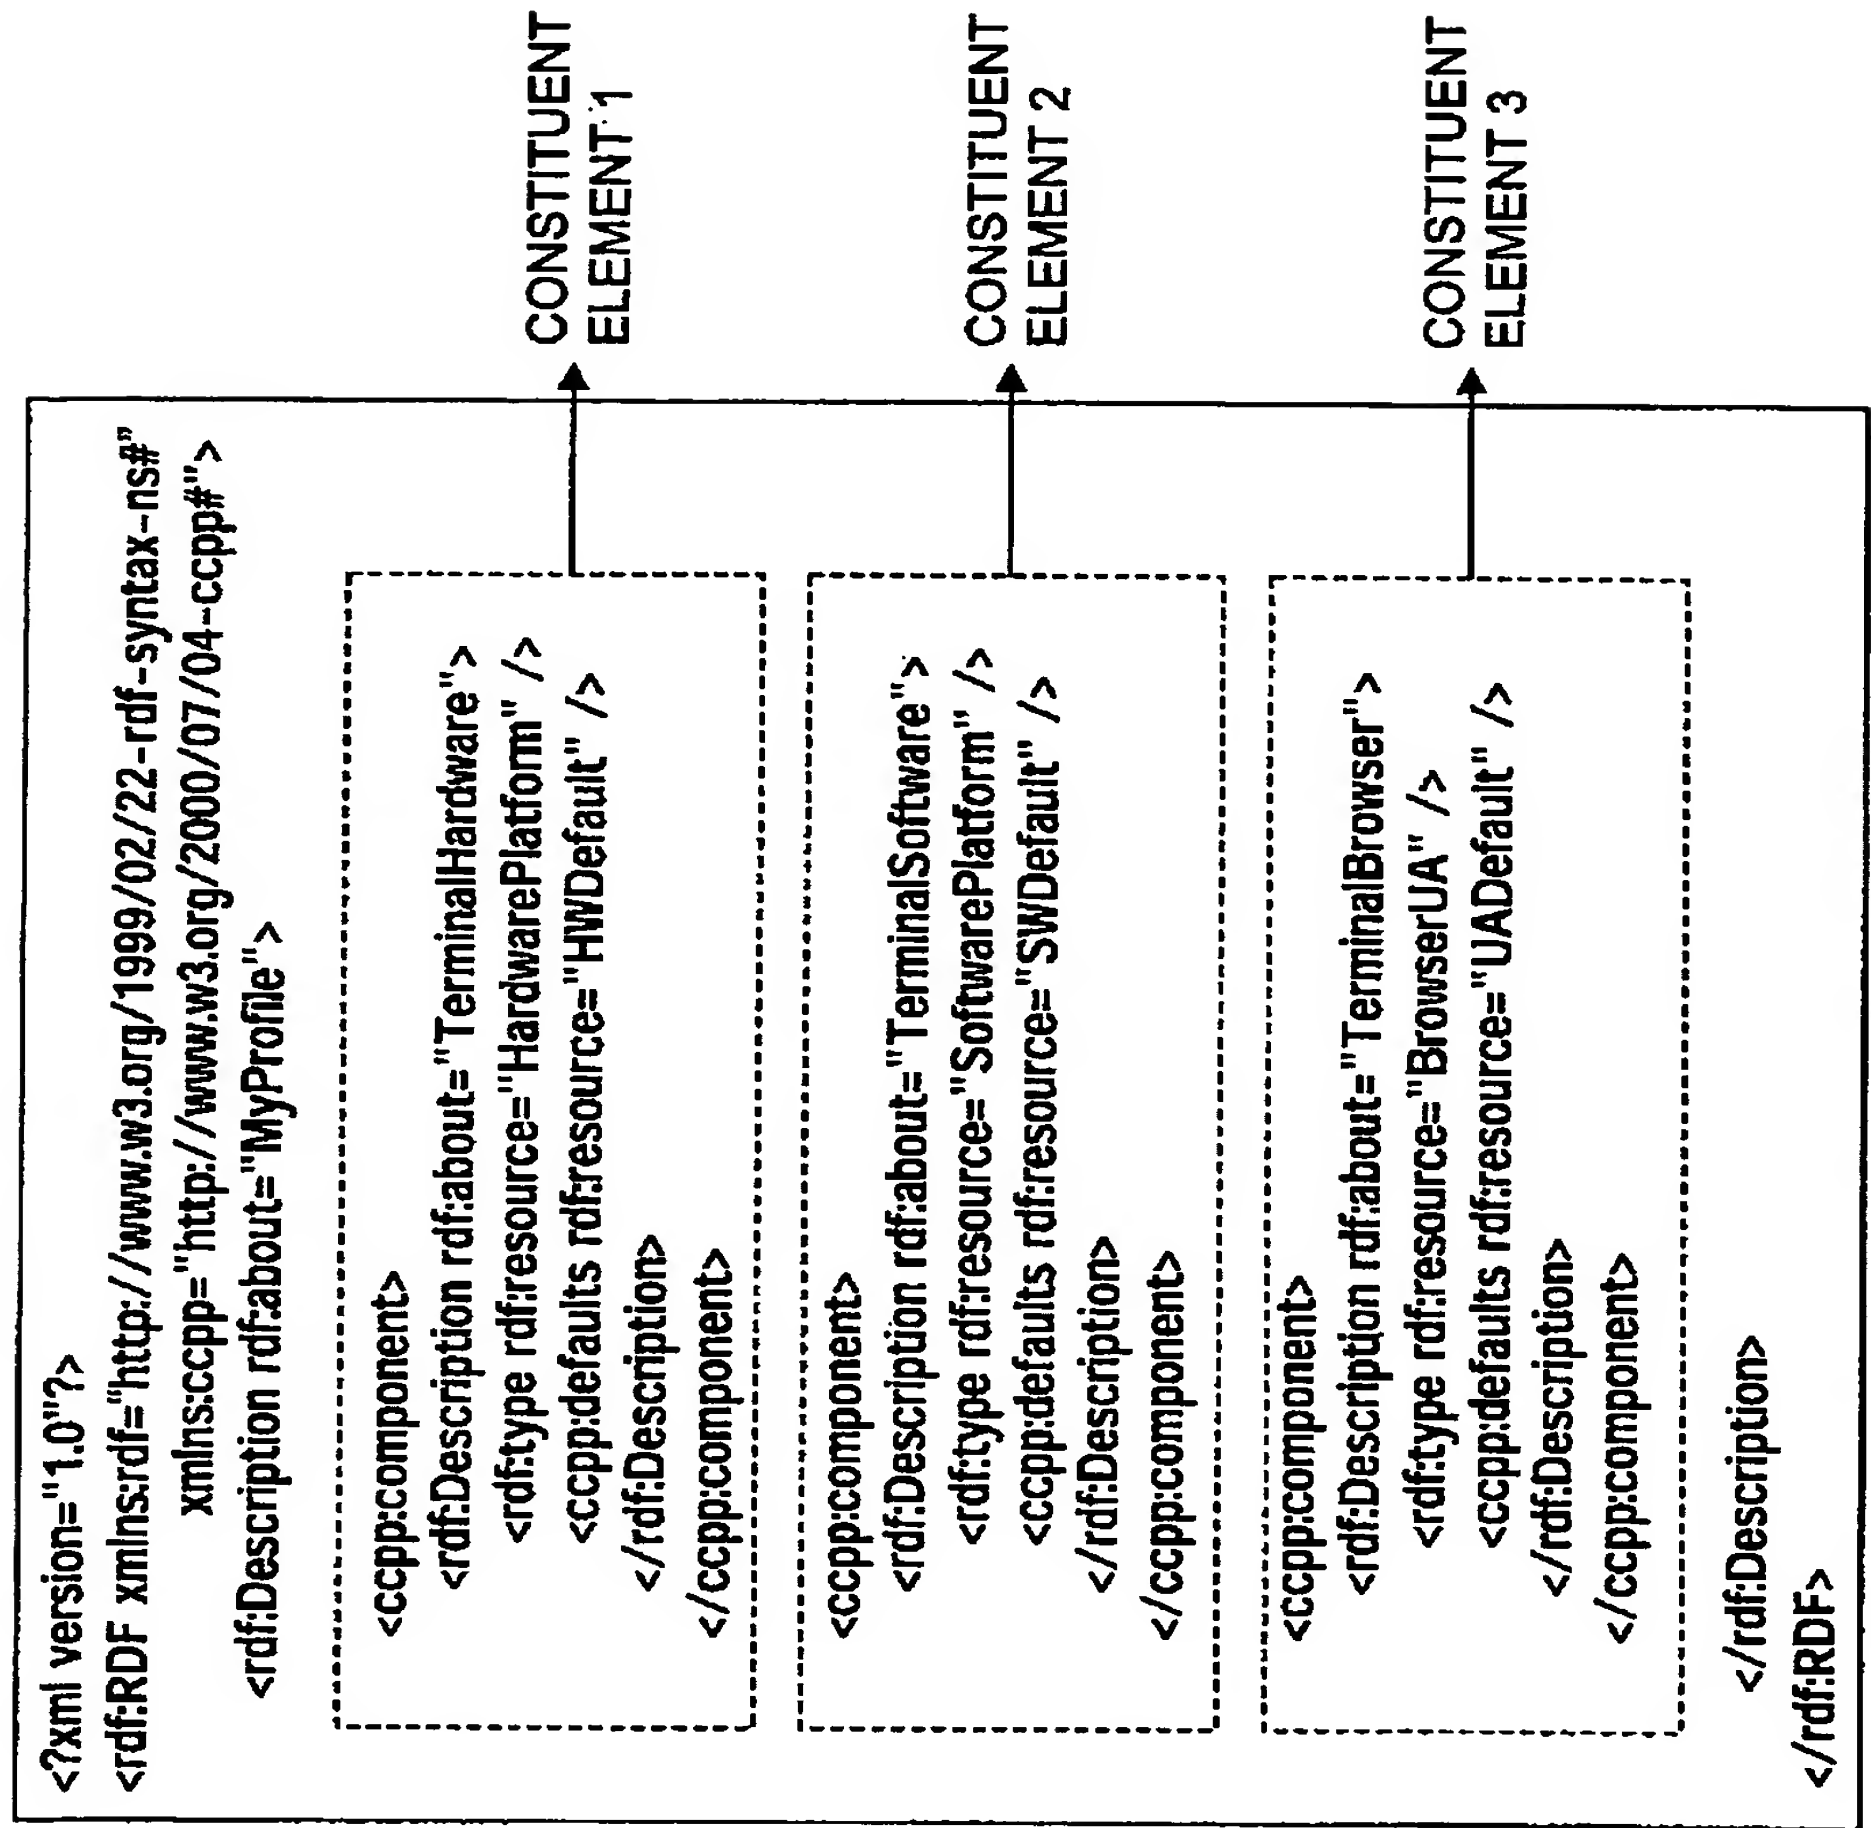 <?xml version="1.0"?>
<rdf:RDF xmlns:rdf="http://www.w3.org/1999/02/22-rdf-syntax-ns#"
xmlns:ccpp="http://www.w3.org/2000/07/04-ccpp#">
<rdf:Description rdf:about="MyProfile">
<ccpp:component>
<rdf:Description rdf:about="TerminalHardware">
<rdf:type rdf:resource="HardwarePlatform" />
<ccpp:defaults rdf:resource="HWDefault" />
</rdf:Description>
</ccpp:component>
CONSTITUENT
ELEMENT 1
<ccpp:component>
<rdf:Description rdf:about="TerminalSoftware">
<rdf:type rdf:resource="SoftwarePlatform" />
<ccpp:defaults rdf:resource="SWDefault" />
</rdf:Description>
</ccpp:component>
CONSTITUENT
ELEMENT 2
<ccpp:component>
<rdf:Description rdf:about="TerminalBrowser">
<rdf:type rdf:resource="BrowserUA" />
<ccpp:defaults rdf:resource="UADefault" />
</rdf:Description>
</ccpp:component>
CONSTITUENT
ELEMENT 3
</rdf:Description>
</rdf:RDF>